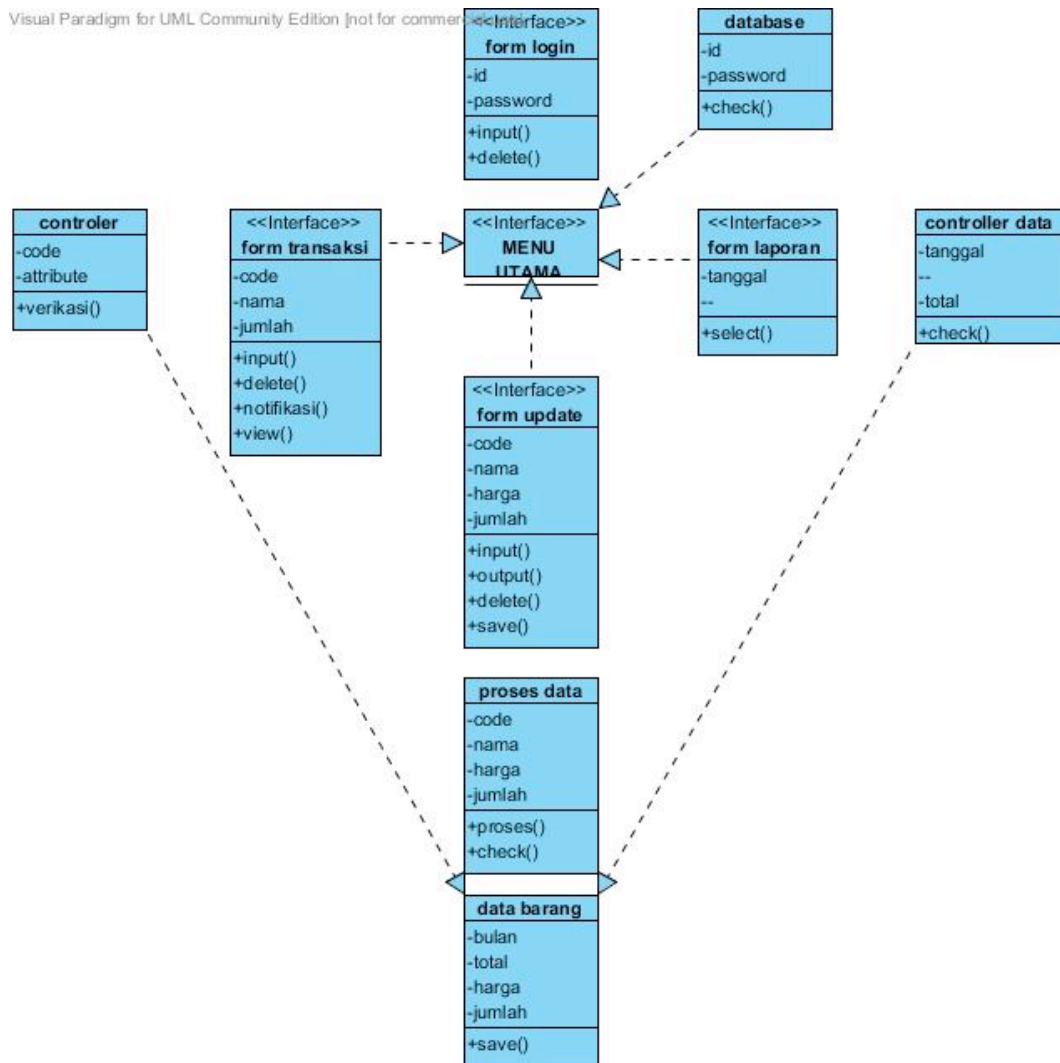 Visual Paradigm for UML Community Edition [not for commercial use]
<<Interface>>
form login
-id
-password
+input()
+delete()
database
-id
-password
+check()
controler
-code
-attribute
+verikasi()
<<Interface>>
form transaksi
-code
-nama
-jumlah
+input()
+delete()
+notifikasi()
+view()
<<Interface>>
MENU
UTAMA
<<Interface>>
form laporan
-tanggal
--
+select()
controller data
-tanggal
--
-total
+check()
<<Interface>>
form update
-code
-nama
-harga
-jumlah
+input()
+output()
+delete()
+save()
proses data
-code
-nama
-harga
-jumlah
+proses()
+check()
data barang
-bulan
-total
-harga
-jumlah
+save()